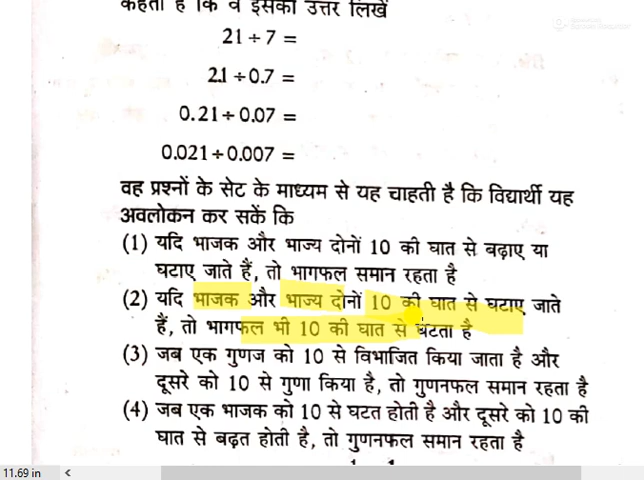 कहती है कि वे इसका उत्तर लिखें
21 ÷ 7 =
2.1 ÷ 0.7 =
0.21 ÷ 0.07 =
0.021 ÷ 0.007 =
वह प्रश्नों के सेट के माध्यम से यह चाहती है कि विद्यार्थी यह
अवलोकन कर सकें कि
(1) यदि भाजक और भाज्य दोनों 10 की घात से बढ़ाए या
घटाए जाते हैं, तो भागफल समान रहता है
(2) यदि भाजक और भाज्य दोनों 10 की घात से घटाए जाते
हैं, तो भागफल भी 10 की घात से घटता है
(3) जब एक गुणज को 10 से विभाजित किया जाता है और
दूसरे को 10 से गुणा किया है, तो गुणनफल समान रहता है
(4) जब एक भाजक को 10 से घटत होती है और दूसरे को 10 की
घात से बढ़त होती है, तो गुणनफल समान रहता है
11.69 in